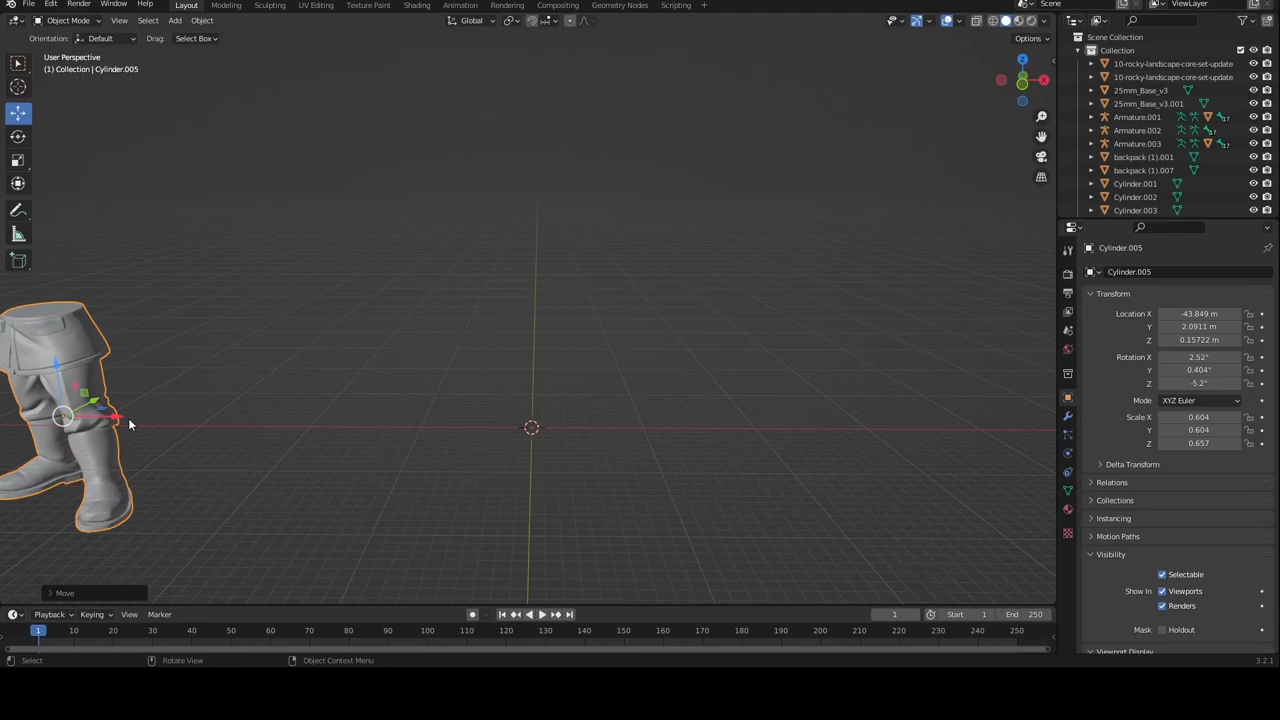 File Edit Render Window Help Layout Modeling Sculpting UV Editing Texture Paint Shading Animation Rendering Compositing Geometry Nodes Scripting + Scene ViewLayer
Object Mode View Select Add Object Global
Orientation: Default Drag: Select Box Options
User Perspective
(1) Collection | Cylinder.005
X
Z
Move
Scene Collection
Collection
10-rocky-landscape-core-set-update
10-rocky-landscape-core-set-update
25mm_Base_v3
25mm_Base_v3.001
Armature.001 17
Armature.002 17
Armature.003 17
backpack (1).001
backpack (1).007
Cylinder.001
Cylinder.002
Cylinder.003
Cylinder.005
Cylinder.005
Transform
Location X -43.849 m
Y 2.0911 m
Z 0.15722 m
Rotation X 2.52°
Y 0.404°
Z -5.2°
Mode XYZ Euler
Scale X 0.604
Y 0.604
Z 0.657
Delta Transform
Relations
Collections
Instancing
Motion Paths
Visibility
Selectable
Show In Viewports
Renders
Mask Holdout
Viewport Display
Playback Keying View Marker 1 Start 1 End 250
1 10 20 30 40 50 60 70 80 90 100 110 120 130 140 150 160 170 180 190 200 210 220 230 240 250
Select Rotate View Object Context Menu 3.2.1